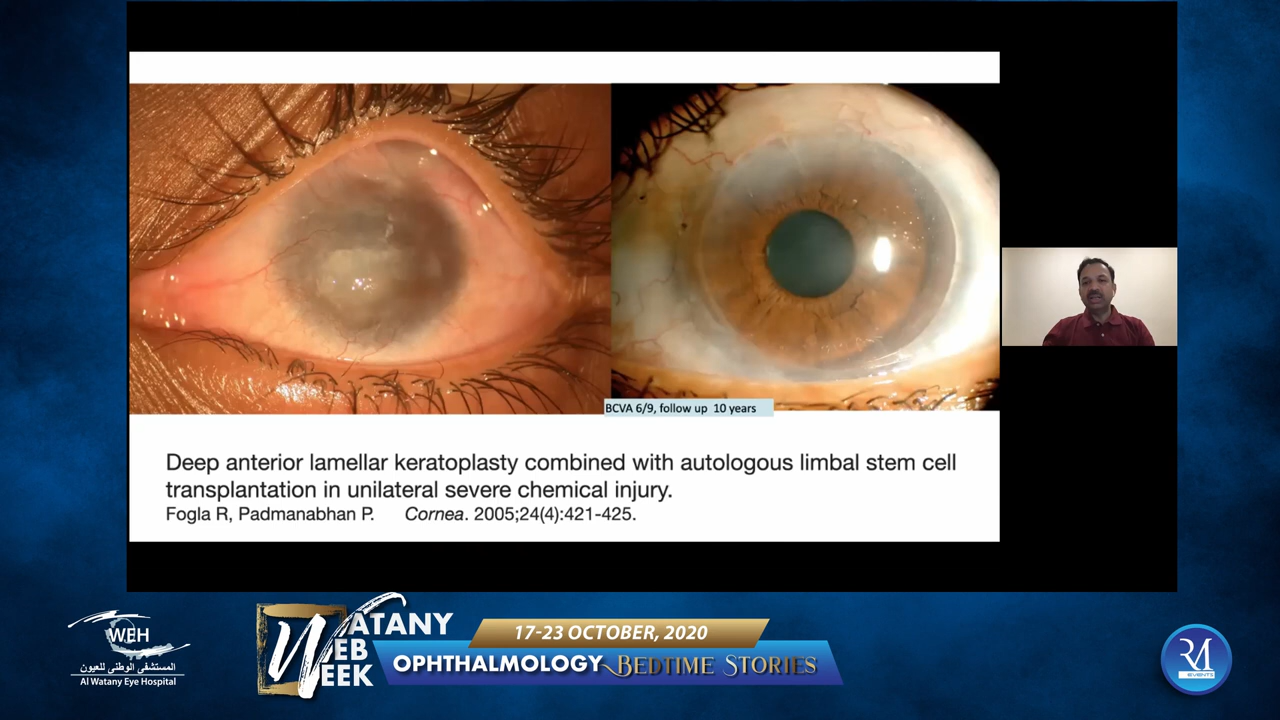 BCVA 6/9, follow up 10 years
Deep anterior lamellar keratoplasty combined with autologous limbal stem cell
transplantation in unilateral severe chemical injury.
Fogla R, Padmanabhan P. Cornea. 2005;24(4):421-425.
WEH
المستشفى الوطني للعيون
Al Watany Eye Hospital
WATANY
WEB
WEEK
17-23 OCTOBER, 2020
OPHTHALMOLOGY BEDTIME STORIES
RM
EVENTS